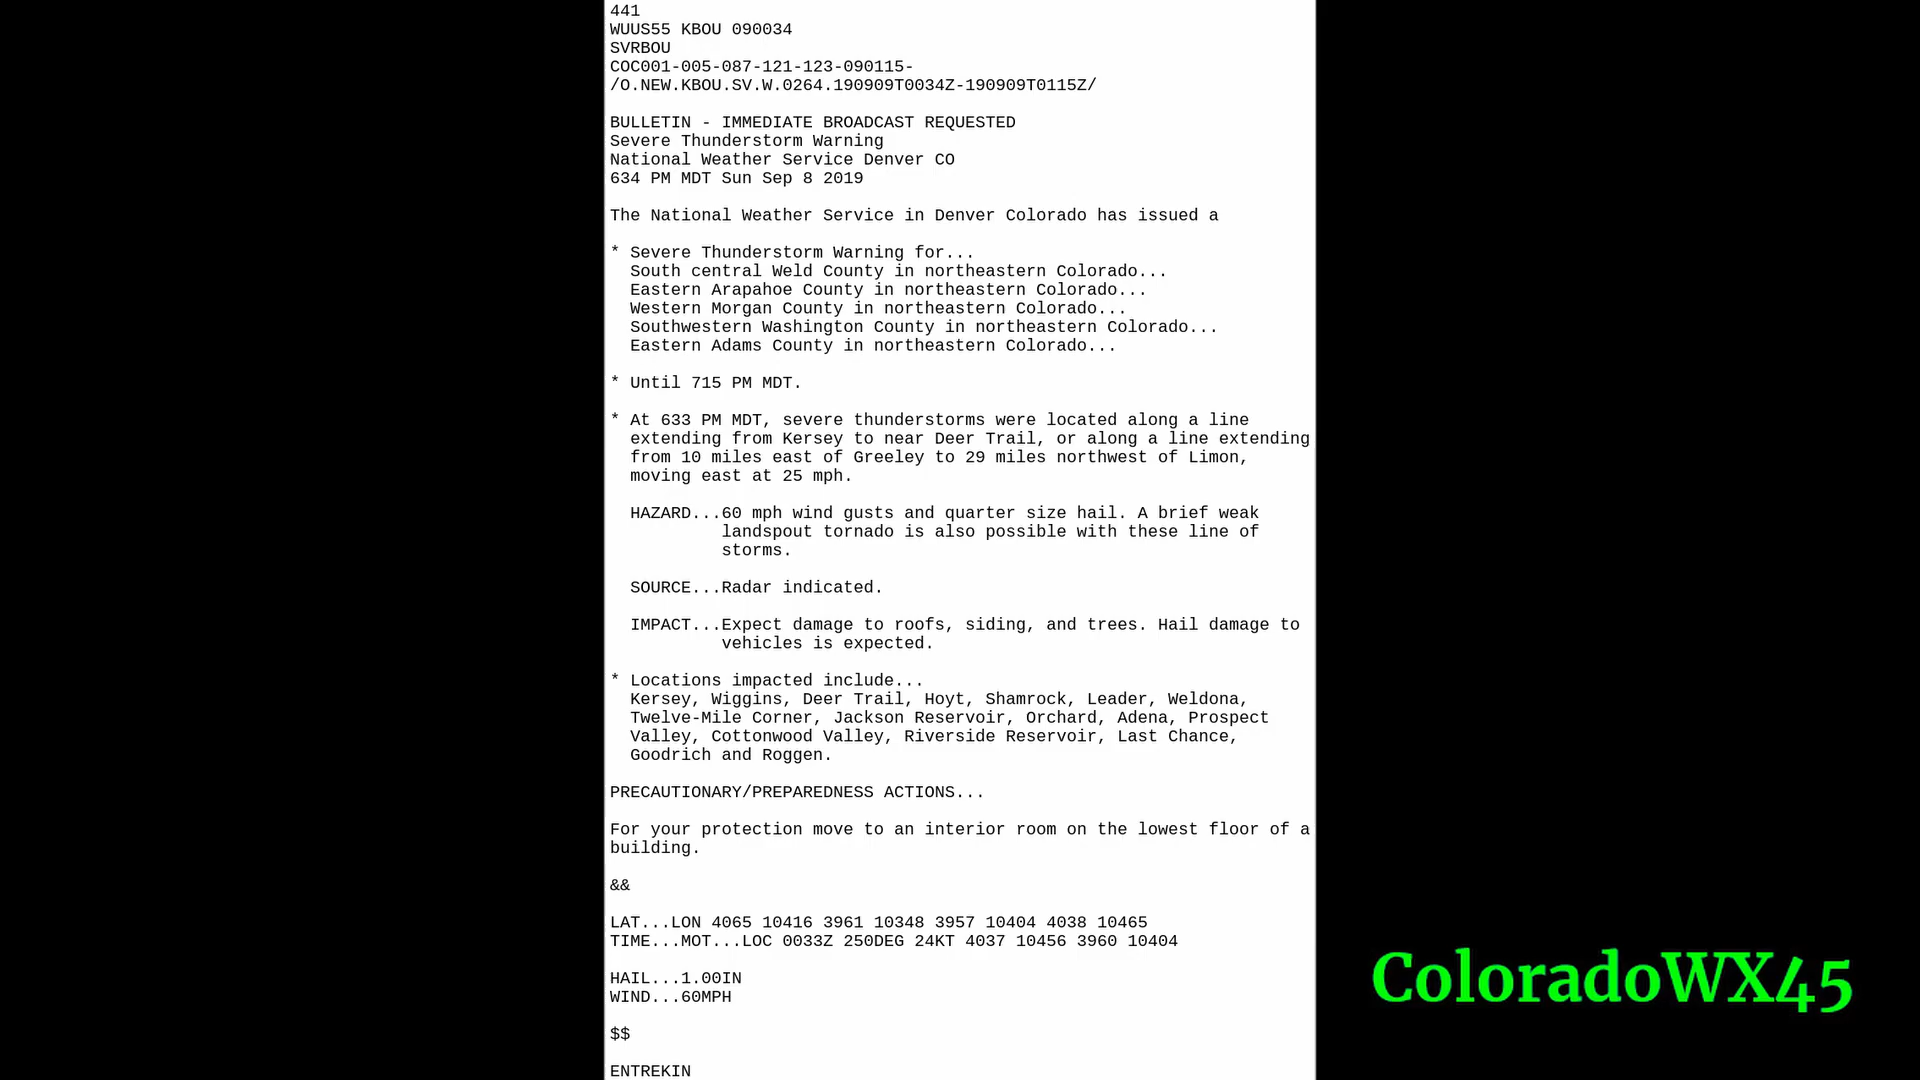 441
WUUS55 KBOU 090034
SVRBOU
COC001-005-087-121-123-090115-
/O.NEW.KBOU.SV.W.0264.190909T0034Z-190909T0115Z/
BULLETIN - IMMEDIATE BROADCAST REQUESTED
Severe Thunderstorm Warning
National Weather Service Denver CO
634 PM MDT Sun Sep 8 2019
The National Weather Service in Denver Colorado has issued a
* Severe Thunderstorm Warning for...
South central Weld County in northeastern Colorado...
Eastern Arapahoe County in northeastern Colorado...
Western Morgan County in northeastern Colorado...
Southwestern Washington County in northeastern Colorado...
Eastern Adams County in northeastern Colorado...
* Until 715 PM MDT.
* At 633 PM MDT, severe thunderstorms were located along a line
extending from Kersey to near Deer Trail, or along a line extending
from 10 miles east of Greeley to 29 miles northwest of Limon,
moving east at 25 mph.
HAZARD...60 mph wind gusts and quarter size hail. A brief weak
landspout tornado is also possible with these line of
storms.
SOURCE...Radar indicated.
IMPACT...Expect damage to roofs, siding, and trees. Hail damage to
vehicles is expected.
* Locations impacted include...
Kersey, Wiggins, Deer Trail, Hoyt, Shamrock, Leader, Weldona,
Twelve-Mile Corner, Jackson Reservoir, Orchard, Adena, Prospect
Valley, Cottonwood Valley, Riverside Reservoir, Last Chance,
Goodrich and Roggen.
PRECAUTIONARY/PREPAREDNESS ACTIONS...
For your protection move to an interior room on the lowest floor of a
building.
&&
LAT...LON 4065 10416 3961 10348 3957 10404 4038 10465
TIME...MOT...LOC 0033Z 250DEG 24KT 4037 10456 3960 10404
HAIL...1.00IN
WIND...60MPH
$$
ENTREKIN
ColoradoWX45